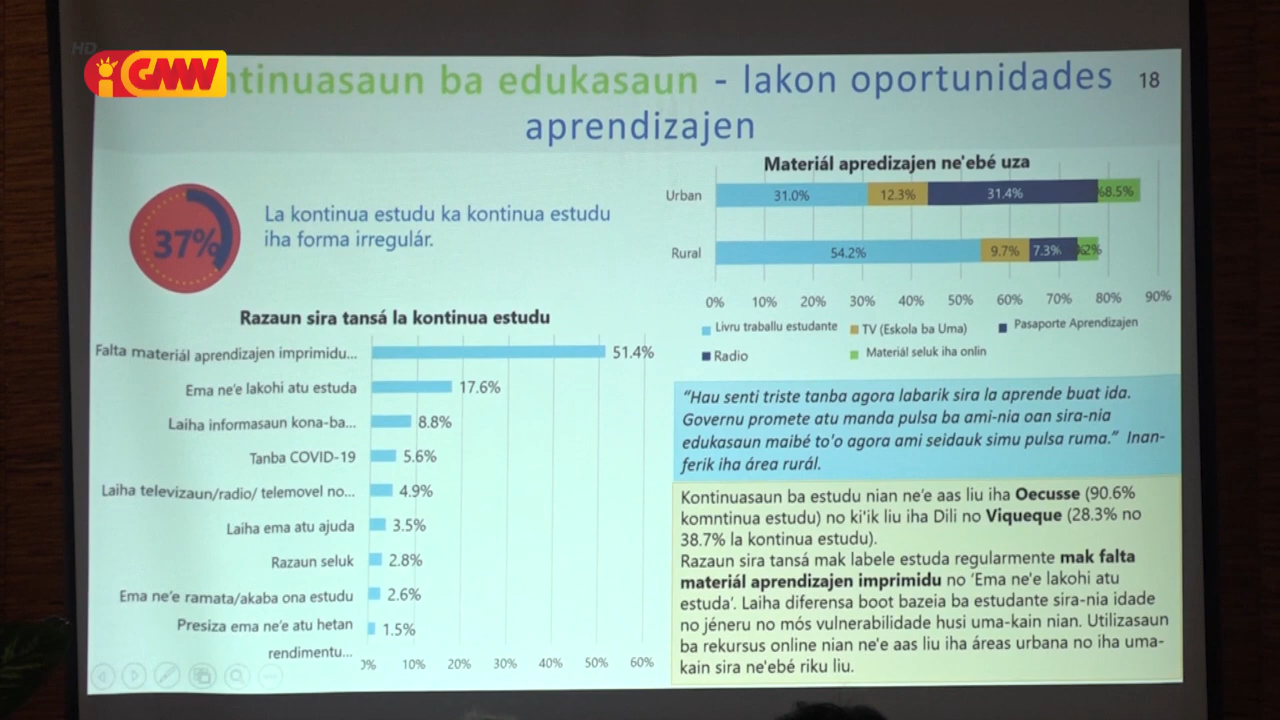 HD
GMW
ntinuasaun ba edukasaun - lakon oportunidades
aprendizajen
18
37%
La kontinua estudu ka kontinua estudu
iha forma irregulár.
Razaun sira tansá la kontinua estudu
Falta materiál aprendizajen imprimidu... 51.4%
Ema ne'e lakohi atu estuda 17.6%
Laiha informasaun kona-ba... 8.8%
Tanba COVID-19 5.6%
Laiha televizaun/radio/ telemovel no... 4.9%
Laiha ema atu ajuda 3.5%
Razaun seluk 2.8%
Ema ne'e ramata/akaba ona estudu 2.6%
Presiza ema ne'e atu hetan 1.5%
rendimentu...
0% 10% 20% 30% 40% 50% 60%
Materiál apredizajen ne'ebé uza
Urban 31.0% 12.3% 31.4% 8.5%
Rural 54.2% 9.7% 7.3%
0% 10% 20% 30% 40% 50% 60% 70% 80% 90%
Livru traballu estudante TV (Eskola ba Uma) Pasaporte Aprendizajen
Radio Materiál seluk iha onlin
"Hau senti triste tanba agora labarik sira la aprende buat ida.
Governu promete atu manda pulsa ba ami-nia oan sira-nia
edukasaun maibé to'o agora ami seidauk simu pulsa ruma." Inan-
ferik iha área rurál.
Kontinuasaun ba estudu nian ne'e aas liu iha Oecusse (90.6%
komntinua estudu) no ki'ik liu iha Dili no Viqueque (28.3% no
38.7% la kontinua estudu).
Razaun sira tansá mak labele estuda regularmente mak falta
materiál aprendizajen imprimidu no 'Ema ne'e lakohi atu
estuda'. Laiha diferensa boot bazeia ba estudante sira-nia idade
no jéneru no mós vulnerabilidade husi uma-kain nian. Utilizasaun
ba rekursus online nian ne'e aas liu iha áreas urbana no iha uma-
kain sira ne'ebé riku liu.